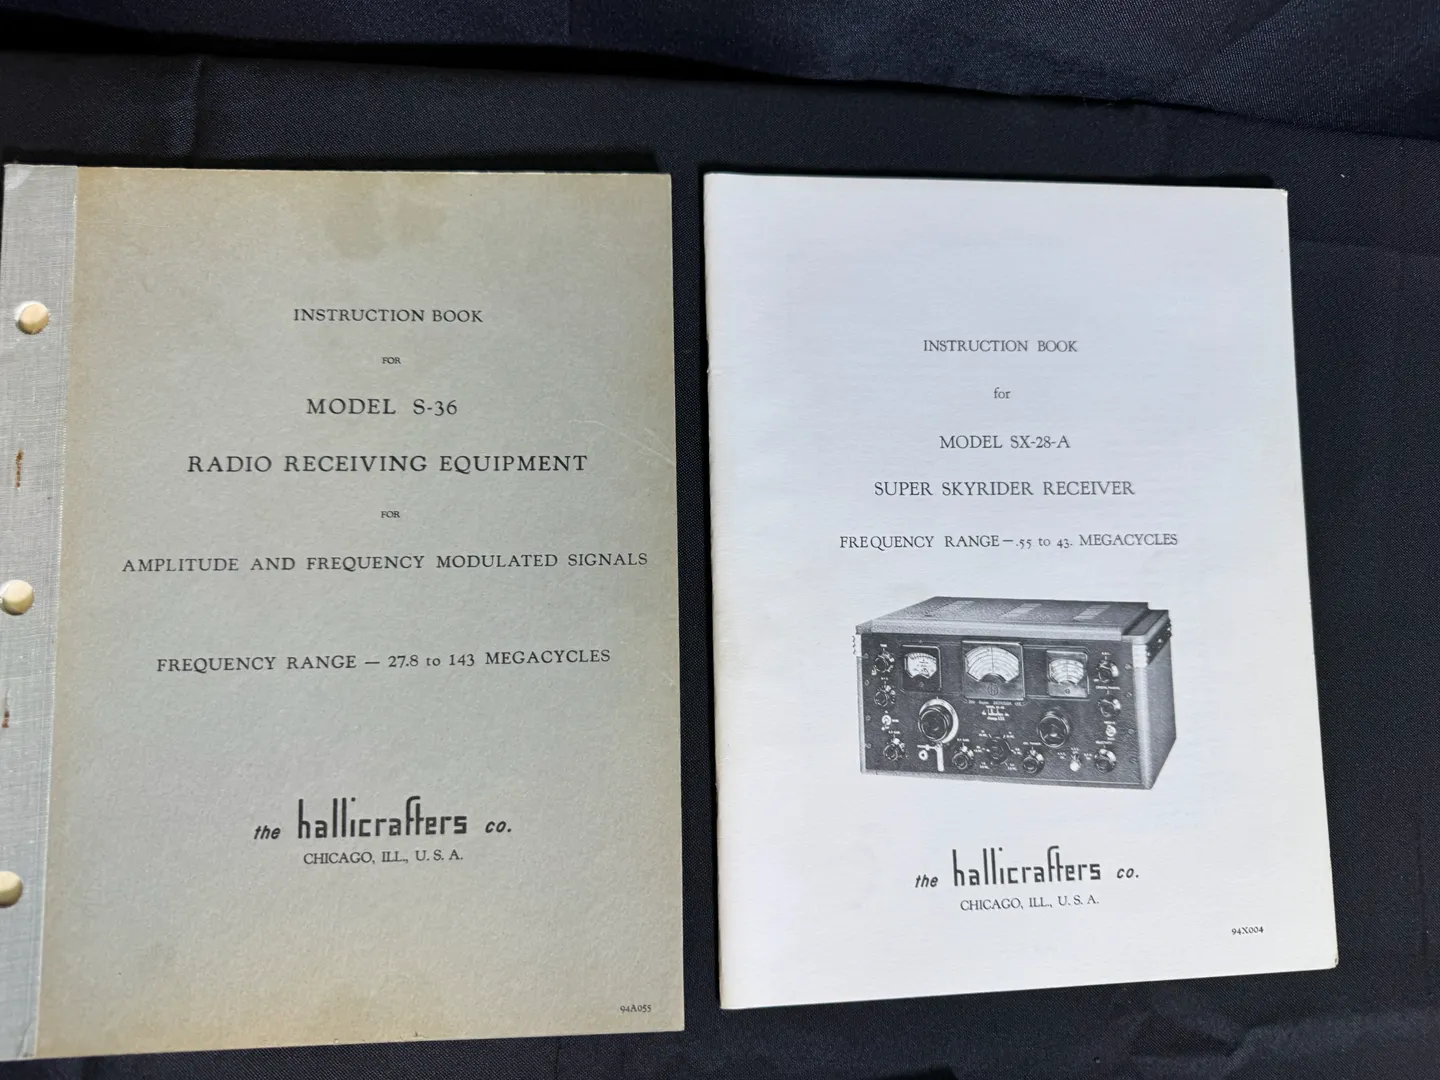 INSTRUCTION BOOK
FOR
MODEL S-36
RADIO RECEIVING EQUIPMENT
FOR
AMPLITUDE AND FREQUENCY MODULATED SIGNALS
FREQUENCY RANGE — 27.8 to 143 MEGACYCLES
the hallicrafters co.
CHICAGO, ILL., U. S. A.
94A055
INSTRUCTION BOOK
for
MODEL SX-28-A
SUPER SKYRIDER RECEIVER
FREQUENCY RANGE—.55 to 43. MEGACYCLES
the hallicrafters co.
CHICAGO, ILL., U. S. A.
94X004